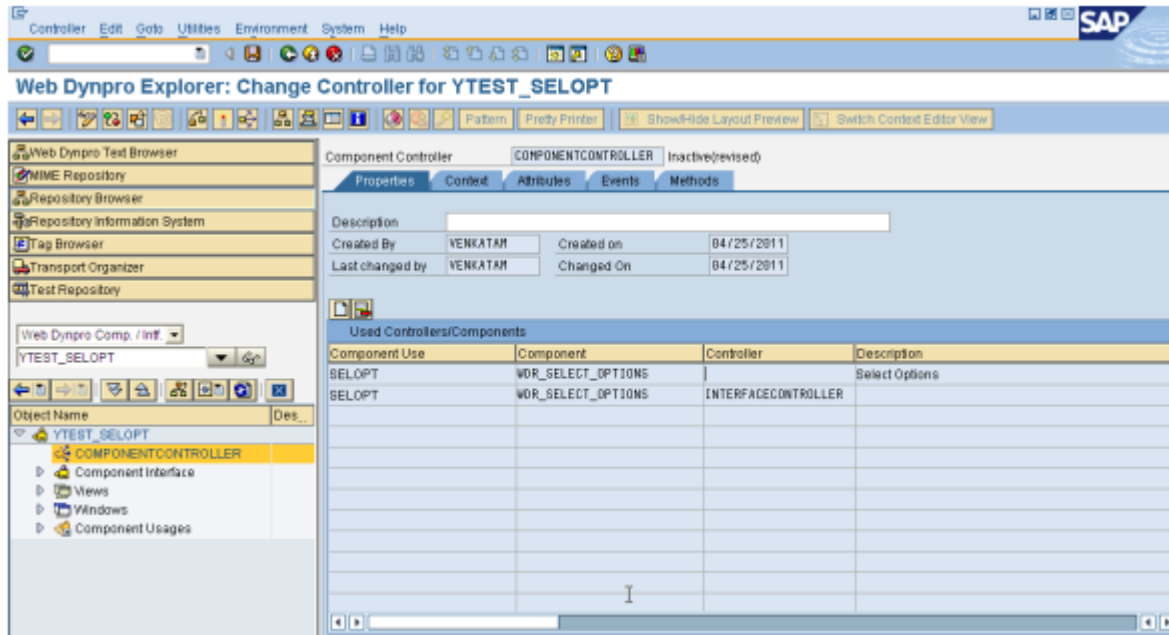 Controller Edit Goto Utilities Environment System Help
SAP
Web Dynpro Explorer: Change Controller for YTEST_SELOPT
Pattern Pretty Printer Show/Hide Layout Preview Switch Context Editor View
Web Dynpro Text Browser
MIME Repository
Repository Browser
Repository Information System
Tag Browser
Transport Organizer
Test Repository
Web Dynpro Comp. / Intf.
YTEST_SELOPT
Object Name Des...
YTEST_SELOPT
COMPONENTCONTROLLER
Component Interface
Views
Windows
Component Usages
Component Controller COMPONENTCONTROLLER Inactive(revised)
Properties Context Attributes Events Methods
Description
Created By VENKATAM Created on 04/25/2011
Last changed by VENKATAM Changed On 04/25/2011
Used Controllers/Components
Component Use Component Controller Description
SELOPT WDR_SELECT_OPTIONS Select Options
SELOPT WDR_SELECT_OPTIONS INTERFACECONTROLLER